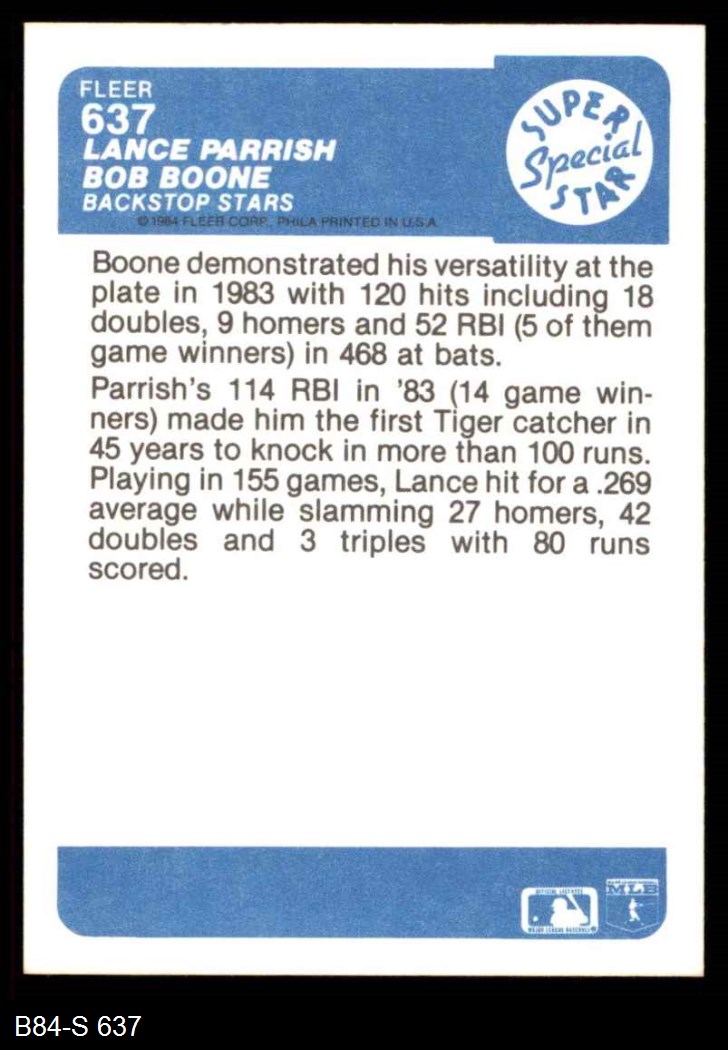 FLEER
637
LANCE PARRISH
BOB BOONE
BACKSTOP STARS
© 1984 FLEER CORP., PHILA PRINTED IN U.S.A.
SUPER
Special
STAR
Boone demonstrated his versatility at the
plate in 1983 with 120 hits including 18
doubles, 9 homers and 52 RBI (5 of them
game winners) in 468 at bats.
Parrish's 114 RBI in '83 (14 game win-
ners) made him the first Tiger catcher in
45 years to knock in more than 100 runs.
Playing in 155 games, Lance hit for a .269
average while slamming 27 homers, 42
doubles and 3 triples with 80 runs
scored.
OFFICIAL LICENSEE
MAJOR LEAGUE BASEBALL
MLB
B84-S 637